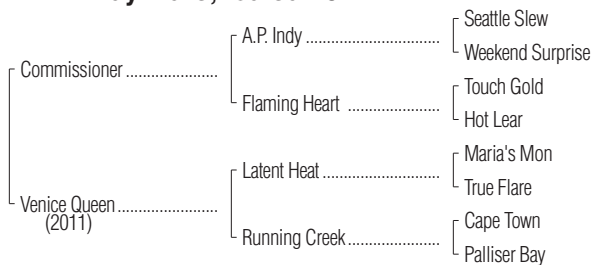 Seattle Slew
A.P. Indy
Weekend Surprise
Commissioner
Touch Gold
Flaming Heart
Hot Lear
Maria's Mon
Latent Heat
True Flare
Venice Queen
(2011)
Cape Town
Running Creek
Palliser Bay